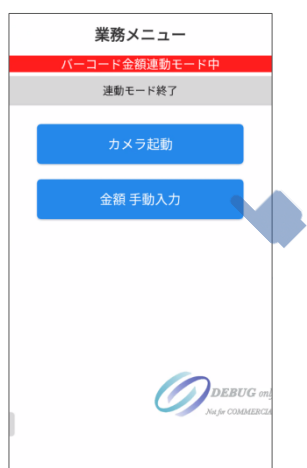 業務メニュー
バーコード金額連動モード中
連動モード終了
カメラ起動
金額 手動入力
DEBUG onl
Not for COMMERCIA